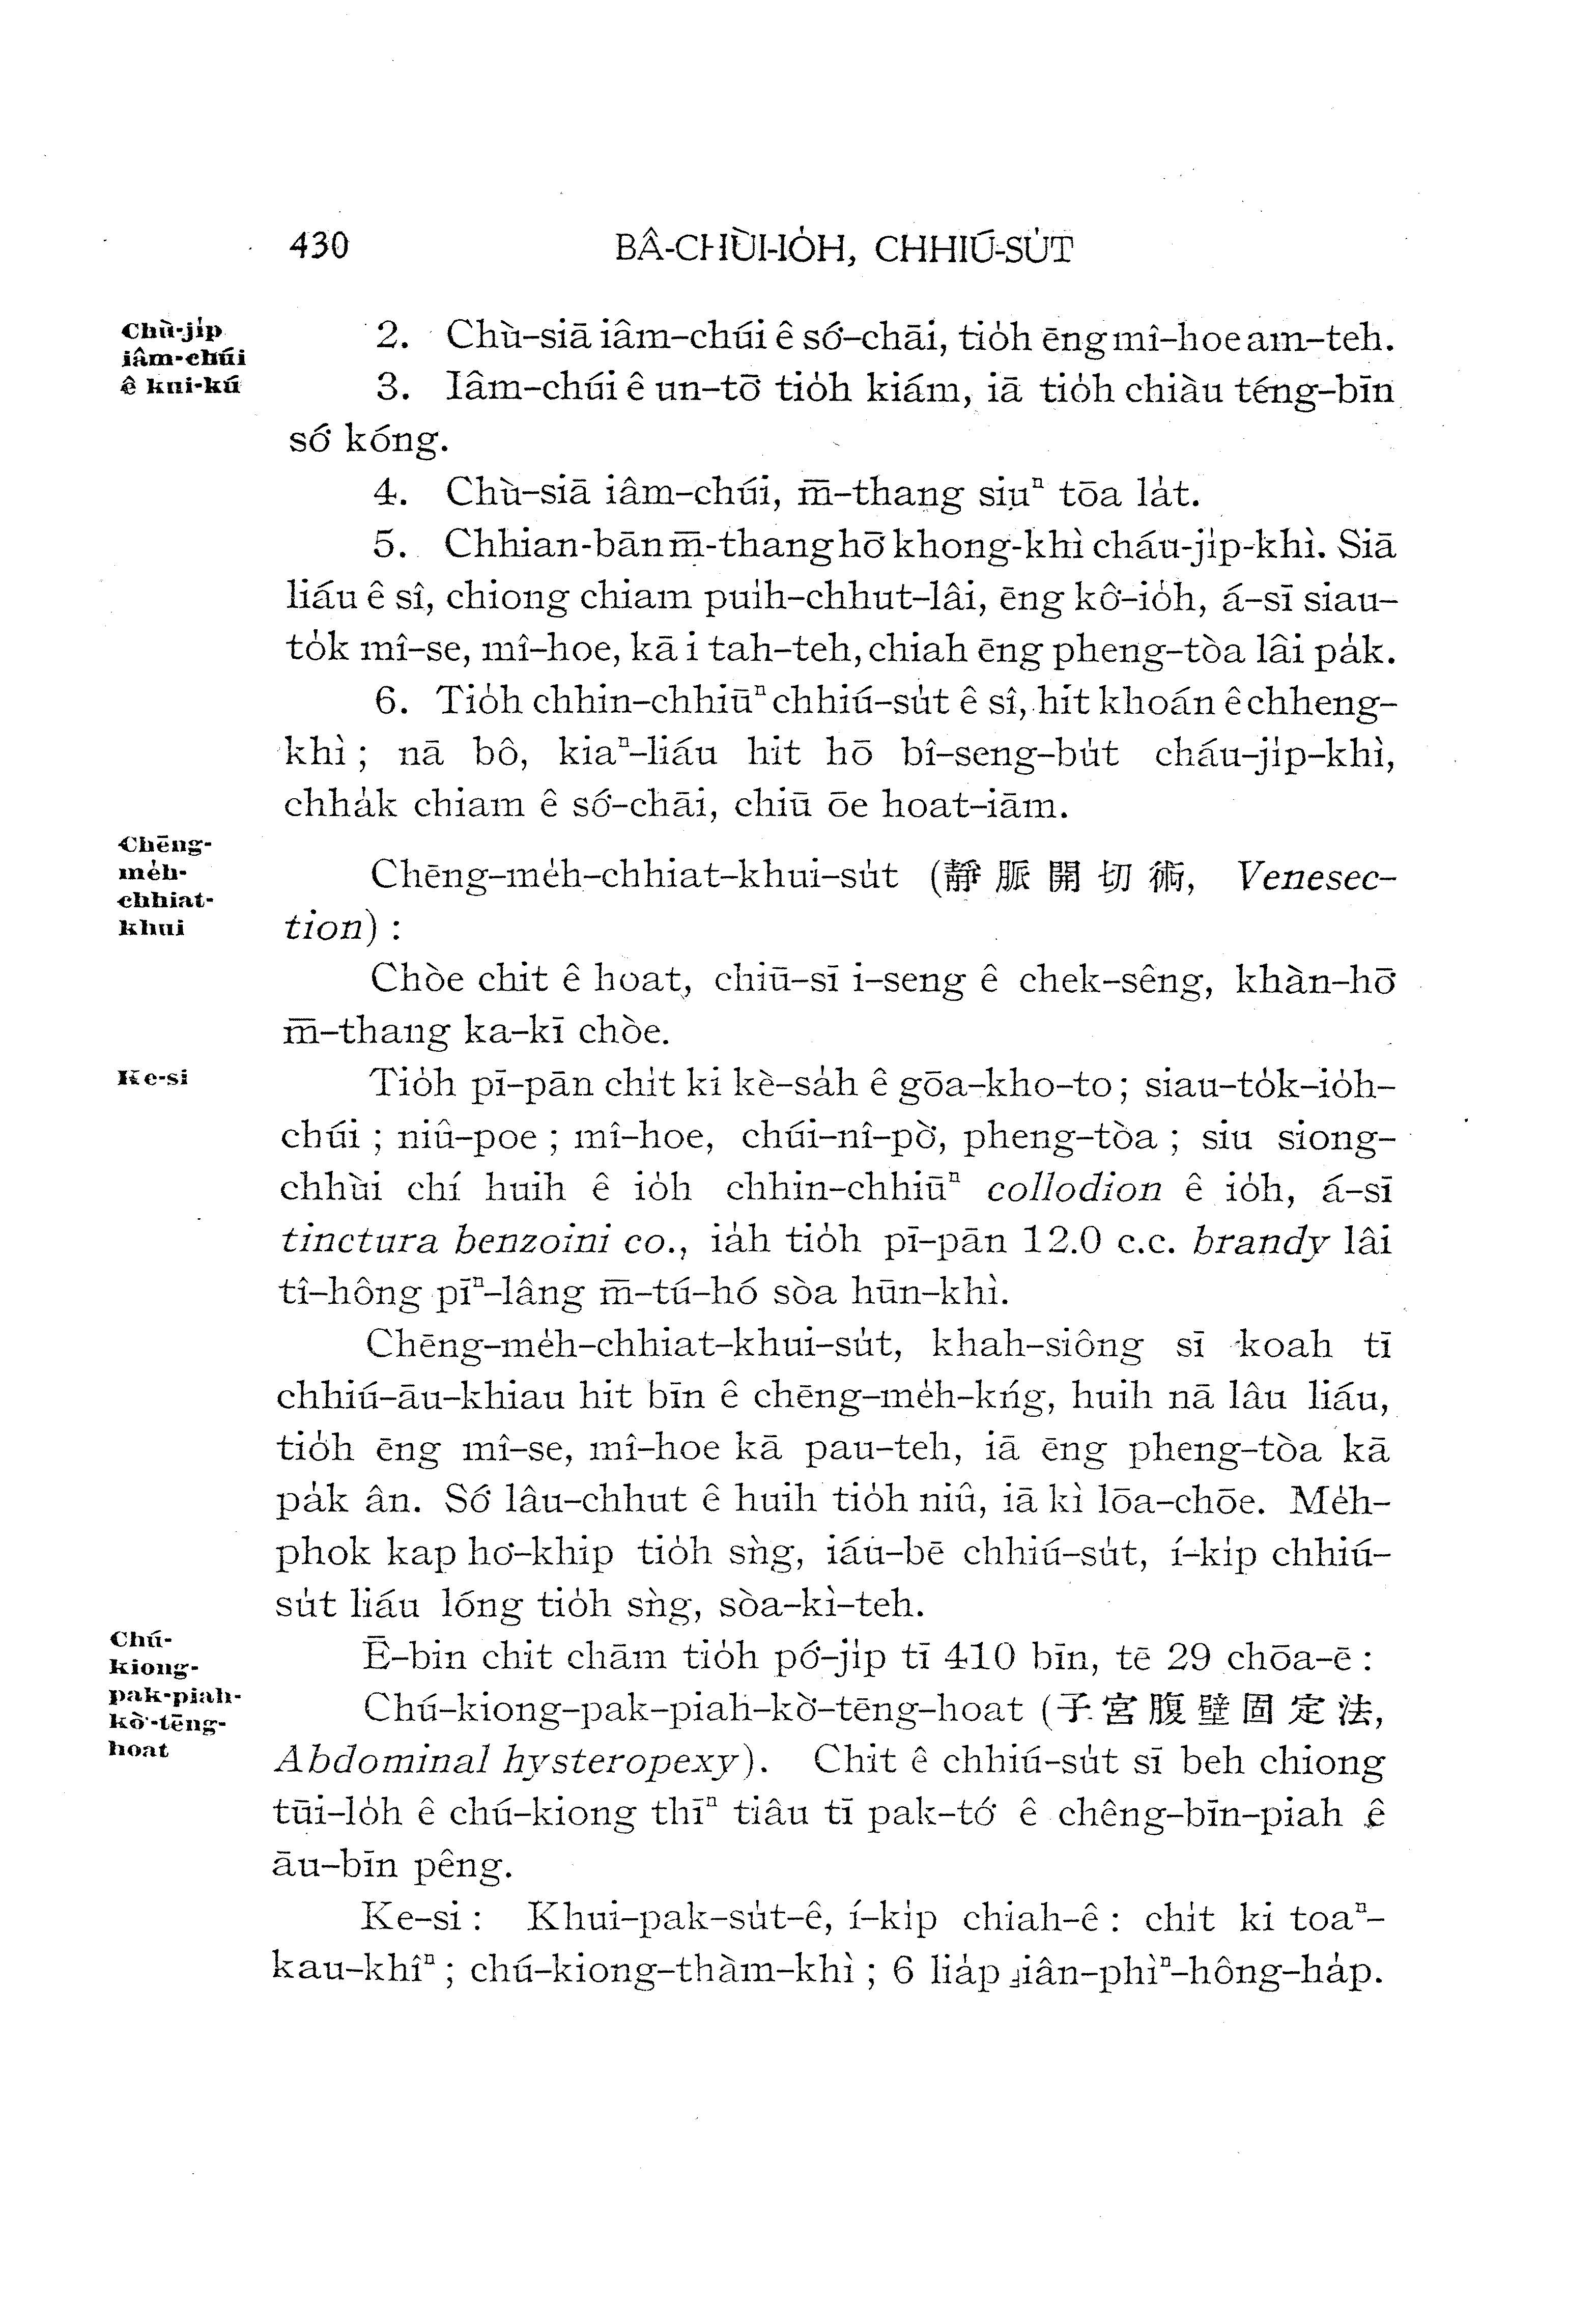 430 BÂ-CHÙI-IO̍H, CHHIÚ-SU̍T
Chù-ji̍p
iâm-chúi
ê kui-kú
2. Chù-siā iâm-chúi ê só͘-chāi, tio̍h ēng mî-hoe am-teh.
3. Iâm-chúi ê un-tō͘ tio̍h kiám, iā tio̍h chiàu téng-bīn
só͘ kóng.
4. Chù-siā iâm-chúi, m̄-thang siuⁿ tōa la̍t.
5. Chhian-bān m̄-thang hō͘ khong-khì cháu-ji̍p-khì. Siā
liáu ê sî, chiong chiam puih-chhut-lâi, ēng kô͘-io̍h, á-sī siau-
to̍k mî-se, mî-hoe, kā i tah-teh, chiah ēng pheng-tòa lâi pa̍k.
6. Tio̍h chhin-chhiūⁿ chhiú-su̍t ê sî, hit khoán ê chheng-
khì; nā bô, kiaⁿ-liáu hit hō bî-seng-bu̍t cháu-ji̍p-khì,
chha̍k chiam ê só͘-chāi, chiū ōe hoat-iām.
Chēng-
me̍h-
chhiat-
khui
Chēng-me̍h-chhiat-khui-su̍t (靜脈開切術, Venesec-
tion) :
Chòe chit ê hoat, chiū-sī i-seng ê chek-sêng, khàn-hō͘
m̄-thang ka-kī chòe.
Ke-si
Tio̍h pī-pān chi̍t ki kè-sa̍h ê gōa-kho-to; siau-to̍k-io̍h-
chúi; niû-poe; mî-hoe, chúi-nî-pò͘, pheng-tòa; siu siong-
chhùi chí huih ê io̍h chhin-chhiūⁿ collodion ê io̍h, á-sī
tinctura benzoini co., ia̍h tio̍h pī-pān 12.0 c.c. brandy lâi
tî-hông pīⁿ-lâng m̄-tú-hó sòa hūn-khì.
Chēng-me̍h-chhiat-khui-su̍t, khah-siông sī koah tī
chhiú-āu-khiau hit bīn ê chēng-me̍h-kńg, huih nā lâu liáu,
tio̍h ēng mî-se, mî-hoe kā pau-teh, iā ēng pheng-tòa kā
pa̍k ân. Só͘ lâu-chhut ê huih tio̍h niû, iā kì lōa-chōe. Me̍h-
phok kap ho͘-khip tio̍h sǹg, iáu-bē chhiú-su̍t, í-ki̍p chhiú-
su̍t liáu lóng tio̍h sǹg, sòa-kì-teh.
Chú-
kiong-
pak-piah-
kò͘-tēng-
hoat
Ē-bin chit chām tio̍h pó͘-ji̍p tī 410 bīn, tē 29 chōa-ē :
Chú-kiong-pak-piah-kò͘-tēng-hoat (子宮腹壁固定法,
Abdominal hysteropexy). Chit ê chhiú-su̍t sī beh chiong
tūi-lo̍h ê chú-kiong thīⁿ tiâu tī pak-tó͘ ê chêng-bīn-piah ê
āu-bīn pêng.
Ke-si : Khui-pak-su̍t-ê, í-ki̍p chiah-ê : chi̍t ki toaⁿ-
kau-khîⁿ ; chú-kiong-thàm-khì ; 6 lia̍p iân-phìⁿ-hông-ha̍p.